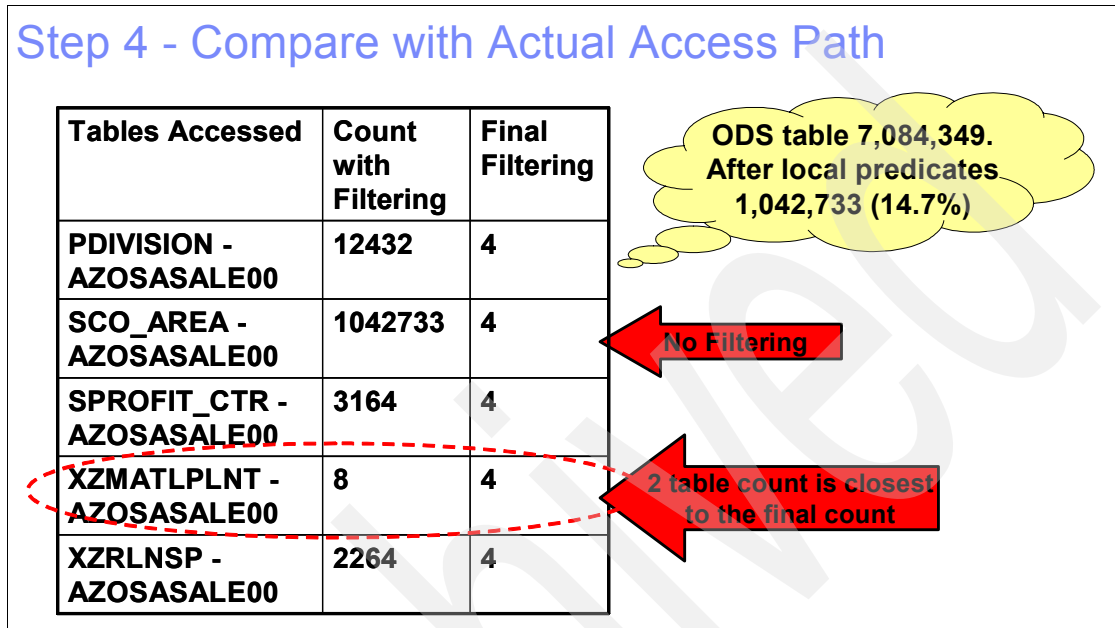 Step 4 - Compare with Actual Access Path
Tables Accessed
Count
with
Filtering
Final
Filtering
PDIVISION -
AZOSASALE00
12432
4
SCO_AREA -
AZOSASALE00
1042733
4
SPROFIT_CTR -
AZOSASALE00
3164
4
XZMATLPLNT -
AZOSASALE00
8
4
XZRLNSP -
AZOSASALE00
2264
4
ODS table 7,084,349.
After local predicates
1,042,733 (14.7%)
No Filtering
2 table count is closest
to the final count
hived